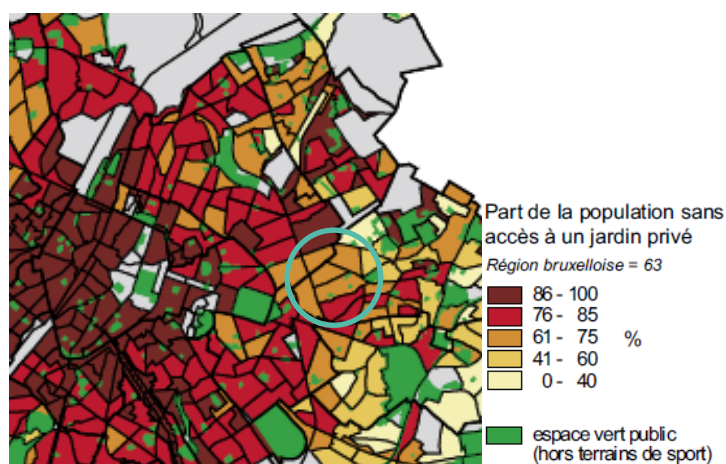 Part de la population sans
accès à un jardin privé
Région bruxelloise = 63
86 - 100
76 - 85
61 - 75 %
41 - 60
0 - 40
espace vert public
(hors terrains de sport)